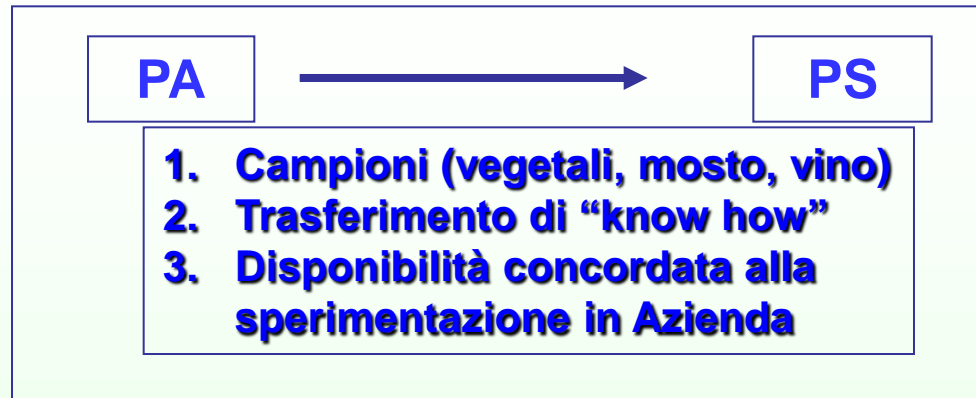 PA
PS
1. Campioni (vegetali, mosto, vino)
2. Trasferimento di “know how”
3. Disponibilità concordata alla
sperimentazione in Azienda